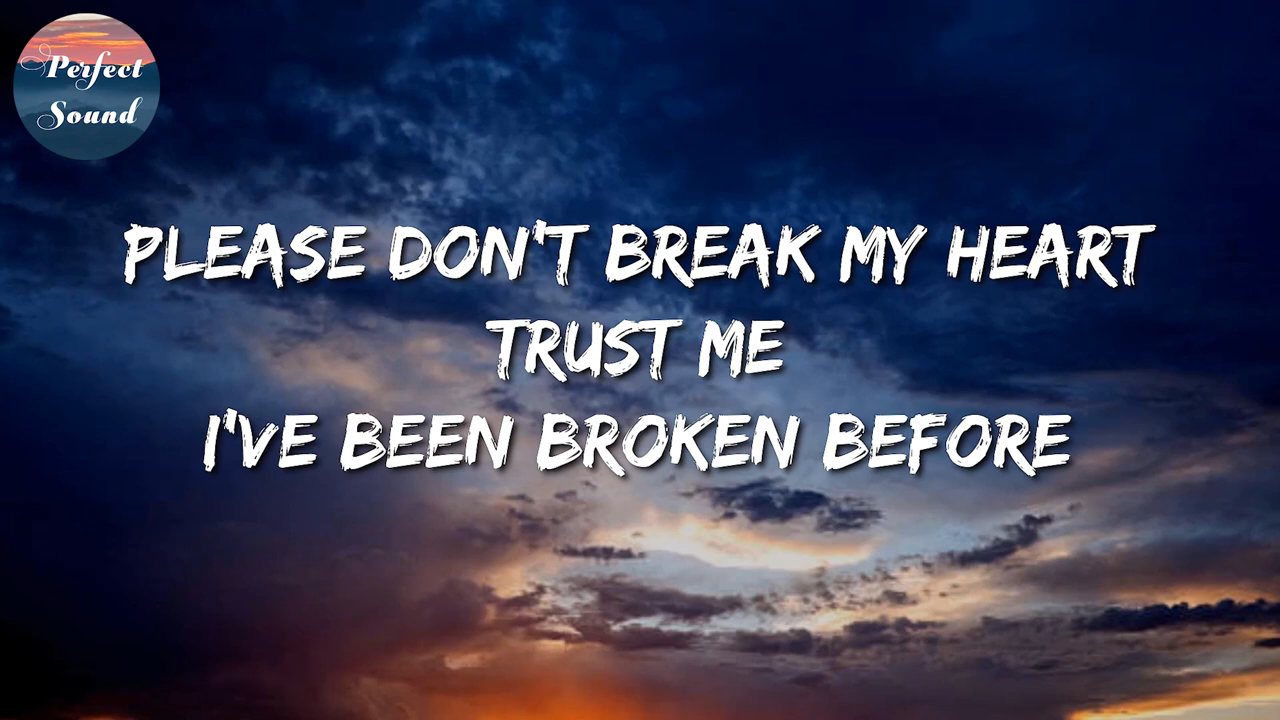 Perfect
Sound
PLEASE DON'T BREAK MY HEART
TRUST ME
I'VE BEEN BROKEN BEFORE